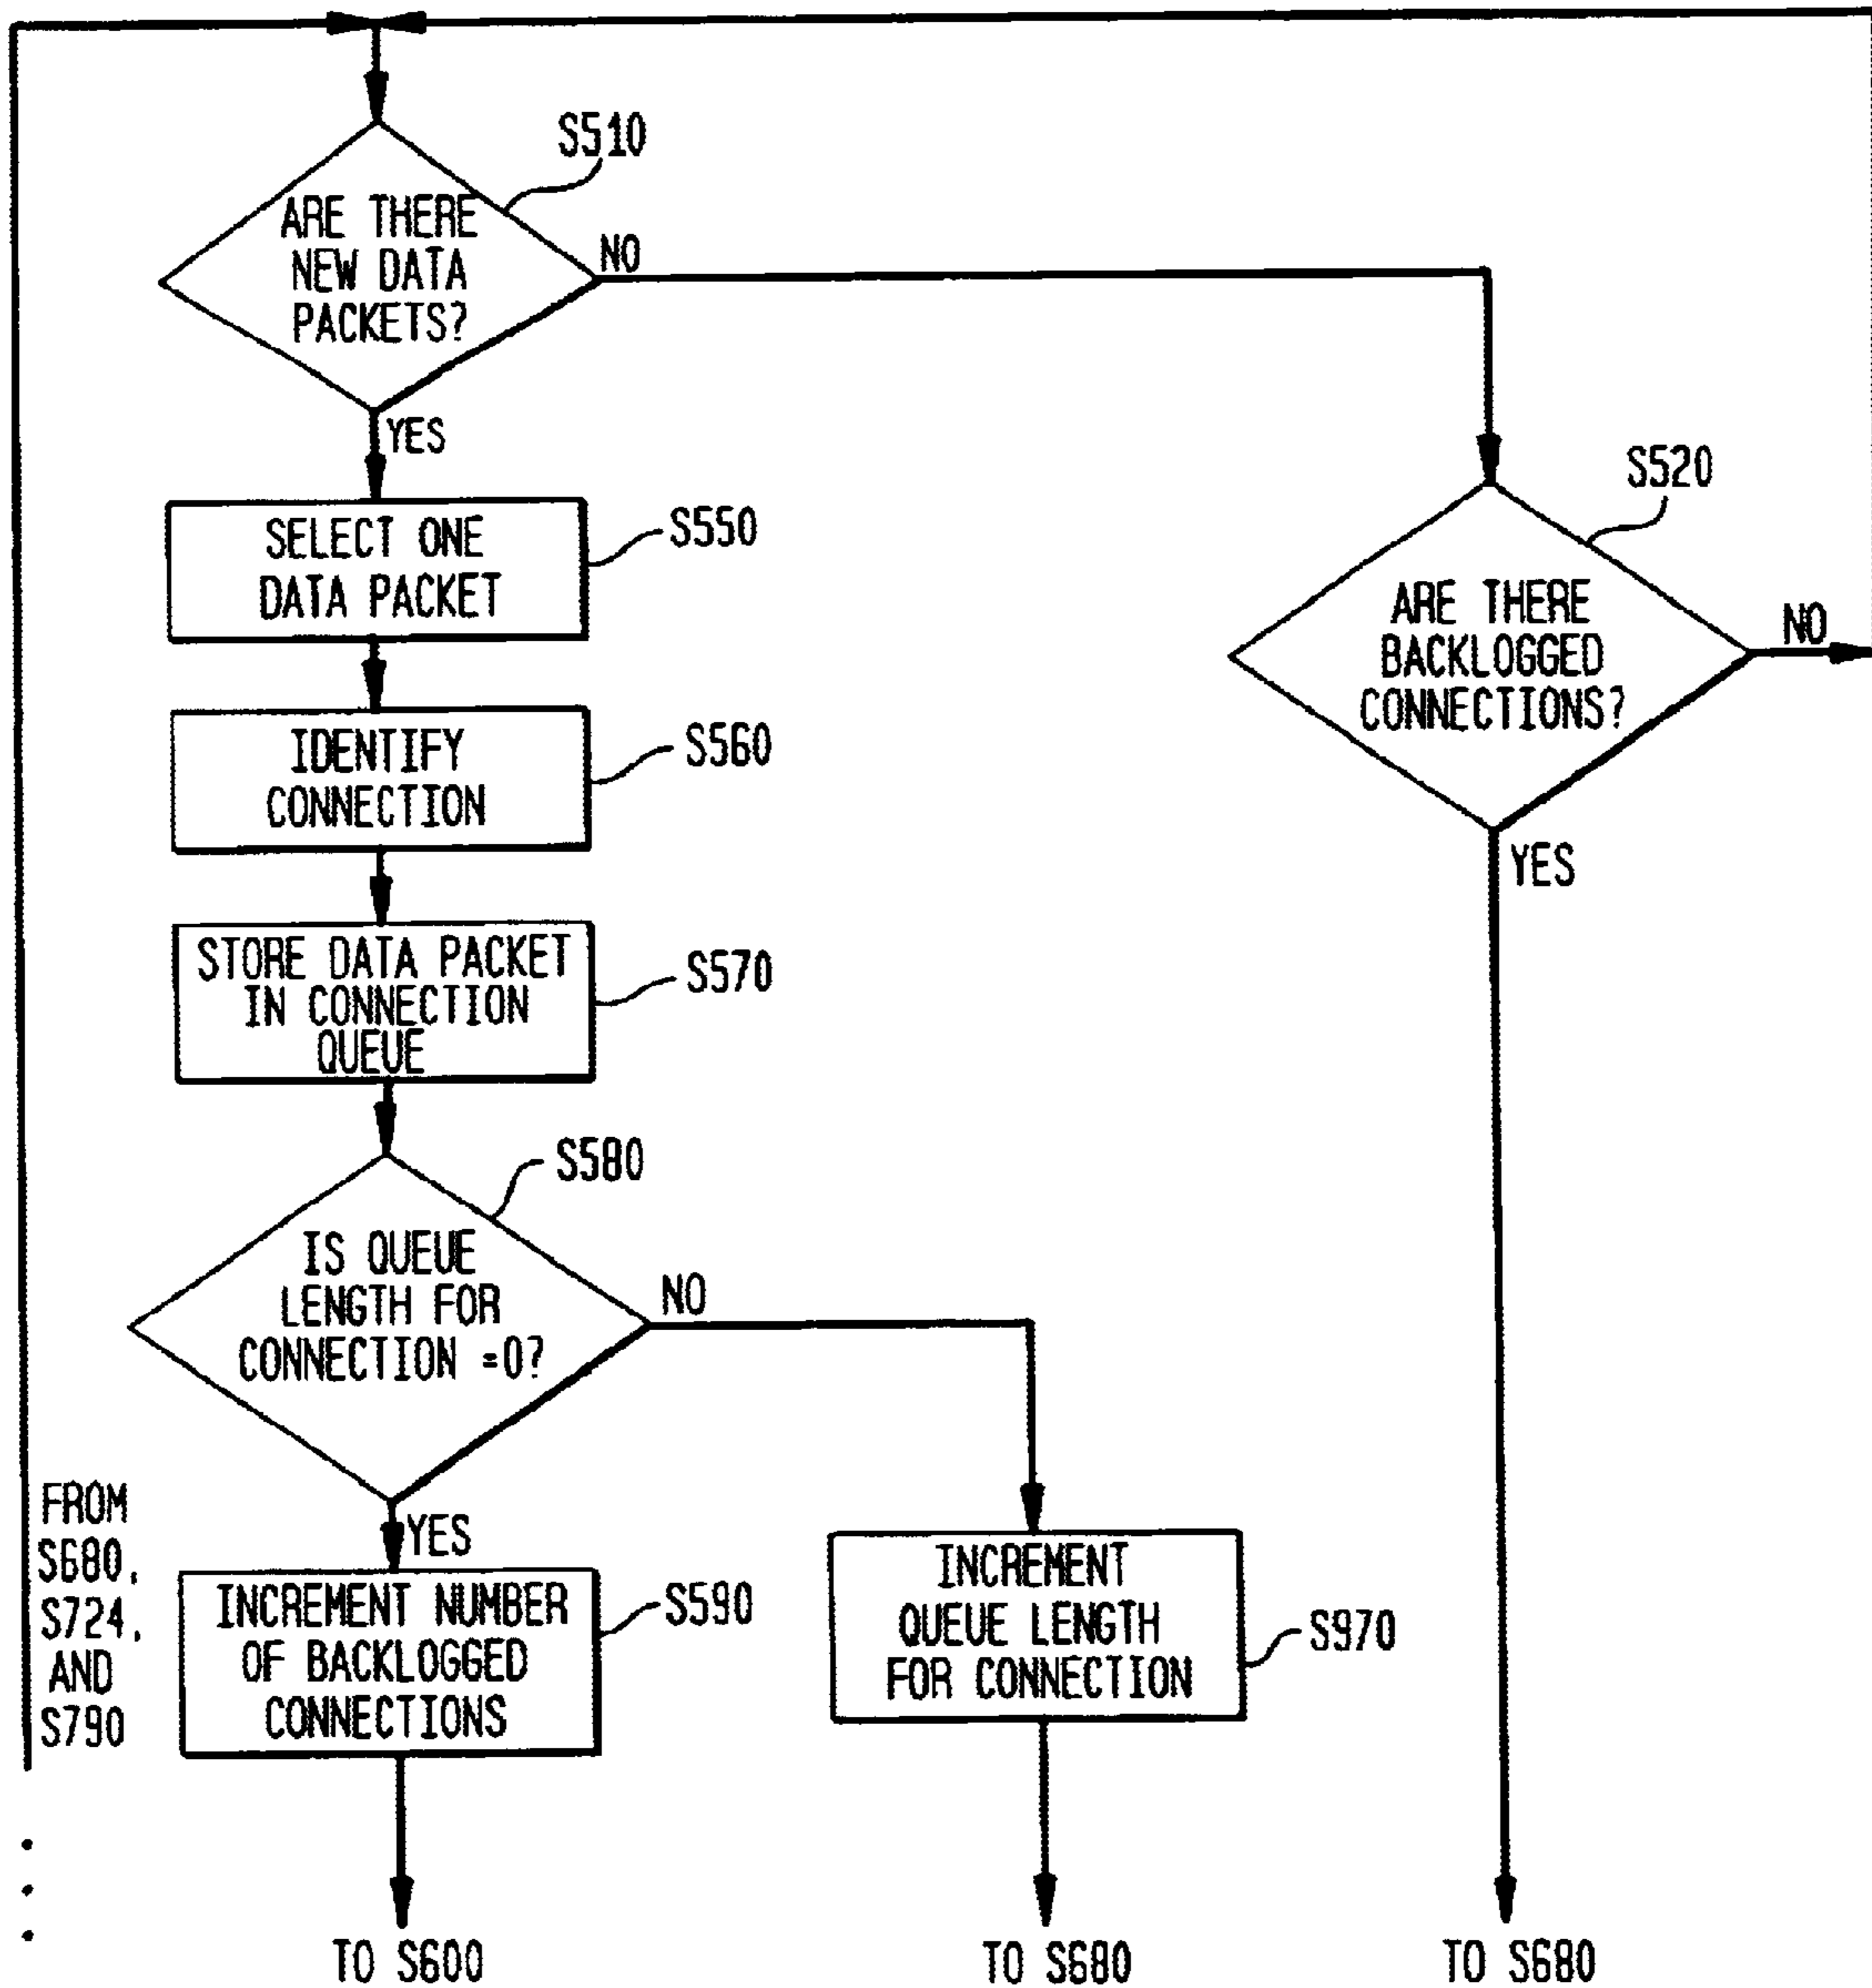 S510
ARE THERE
NEW DATA
PACKETS?
NO
YES
S520
ARE THERE
BACKLOGGED
CONNECTIONS?
NO
YES
SELECT ONE
DATA PACKET
S550
IDENTIFY
CONNECTION
S560
STORE DATA PACKET
IN CONNECTION
QUEUE
S570
S580
IS QUEUE
LENGTH FOR
CONNECTION =0?
NO
YES
FROM
S680,
S724,
AND
S790
INCREMENT NUMBER
OF BACKLOGGED
CONNECTIONS
S590
INCREMENT
QUEUE LENGTH
FOR CONNECTION
S970
TO S600
TO S680
TO S680